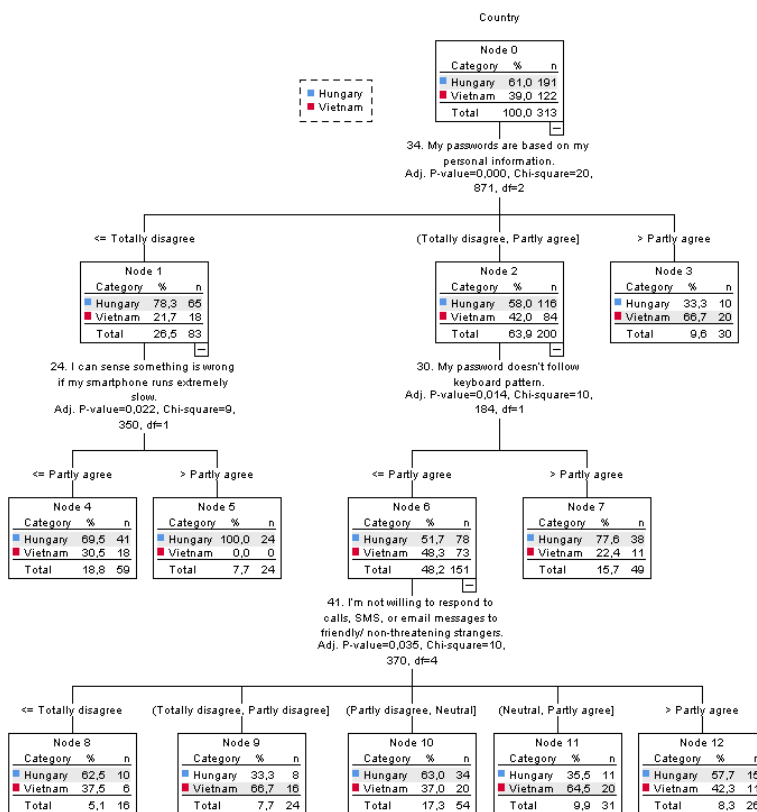 Country
Hungary
Vietnam
Node 0
Category % n
Hungary 61,0 191
Vietnam 39,0 122
Total 100,0 313
34. My passwords are based on my
personal information.
Adj. P-value=0,000, Chi-square=20,
871, df=2
<= Totally disagree
(Totally disagree, Partly agree]
> Partly agree
Node 1
Category % n
Hungary 78,3 65
Vietnam 21,7 18
Total 26,5 83
Node 2
Category % n
Hungary 58,0 116
Vietnam 42,0 84
Total 63,9 200
Node 3
Category % n
Hungary 33,3 10
Vietnam 66,7 20
Total 9,6 30
24. I can sense something is wrong
if my smartphone runs extremely
slow.
Adj. P-value=0,022, Chi-square=9,
350, df=1
30. My password doesn't follow
keyboard pattern.
Adj. P-value=0,014, Chi-square=10,
184, df=1
<= Partly agree
> Partly agree
<= Partly agree
> Partly agree
Node 4
Category % n
Hungary 69,5 41
Vietnam 30,5 18
Total 18,8 59
Node 5
Category % n
Hungary 100,0 24
Vietnam 0,0 0
Total 7,7 24
Node 6
Category % n
Hungary 51,7 78
Vietnam 48,3 73
Total 48,2 151
Node 7
Category % n
Hungary 77,6 38
Vietnam 22,4 11
Total 15,7 49
41. I'm not willing to respond to
calls, SMS, or email messages to
friendly/ non-threatening strangers.
Adj. P-value=0,035, Chi-square=10,
370, df=4
<= Totally disagree
(Totally disagree, Partly disagree]
(Partly disagree, Neutral]
(Neutral, Partly agree]
> Partly agree
Node 8
Category % n
Hungary 62,5 10
Vietnam 37,5 6
Total 5,1 16
Node 9
Category % n
Hungary 33,3 8
Vietnam 66,7 16
Total 7,7 24
Node 10
Category % n
Hungary 63,0 34
Vietnam 37,0 20
Total 17,3 54
Node 11
Category % n
Hungary 35,5 11
Vietnam 64,5 20
Total 9,9 31
Node 12
Category % n
Hungary 57,7 15
Vietnam 42,3 11
Total 8,3 26